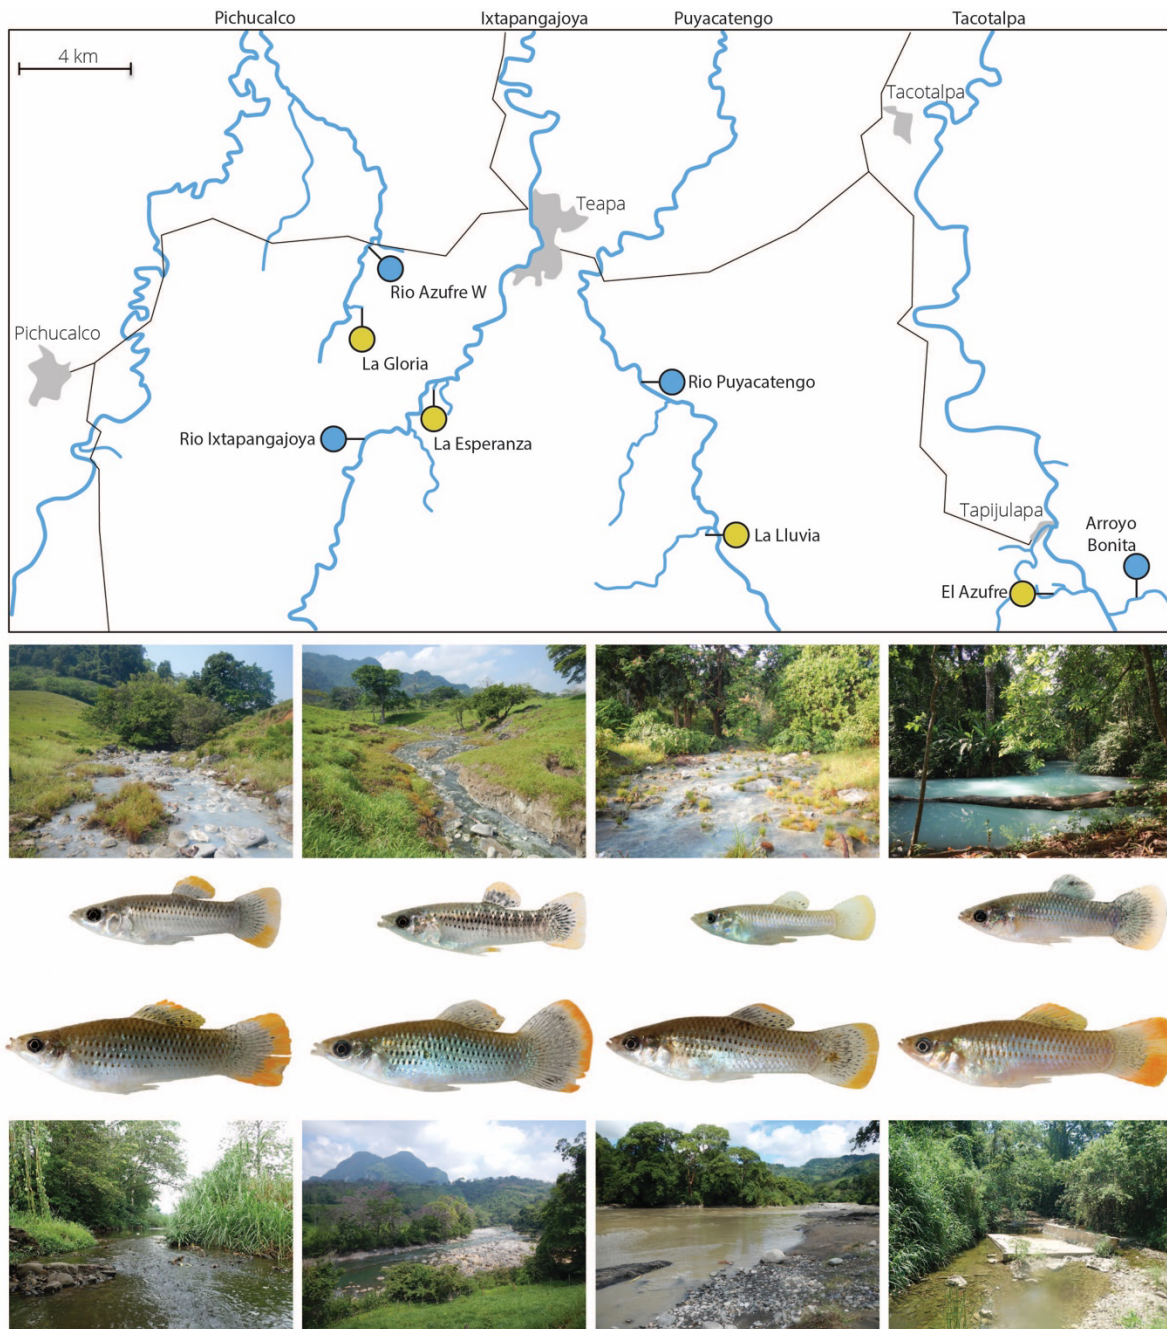 Pichucalco
Ixtapangajoya
Puyacatengo
Tacotalpa
4 km
Tacotalpa
Teapa
Rio Azufre W
Pichucalco
La Gloria
Rio Puyacatengo
Rio Ixtapangajoya
La Esperanza
Tapijulapa
Arroyo
Bonita
La Lluvia
El Azufre